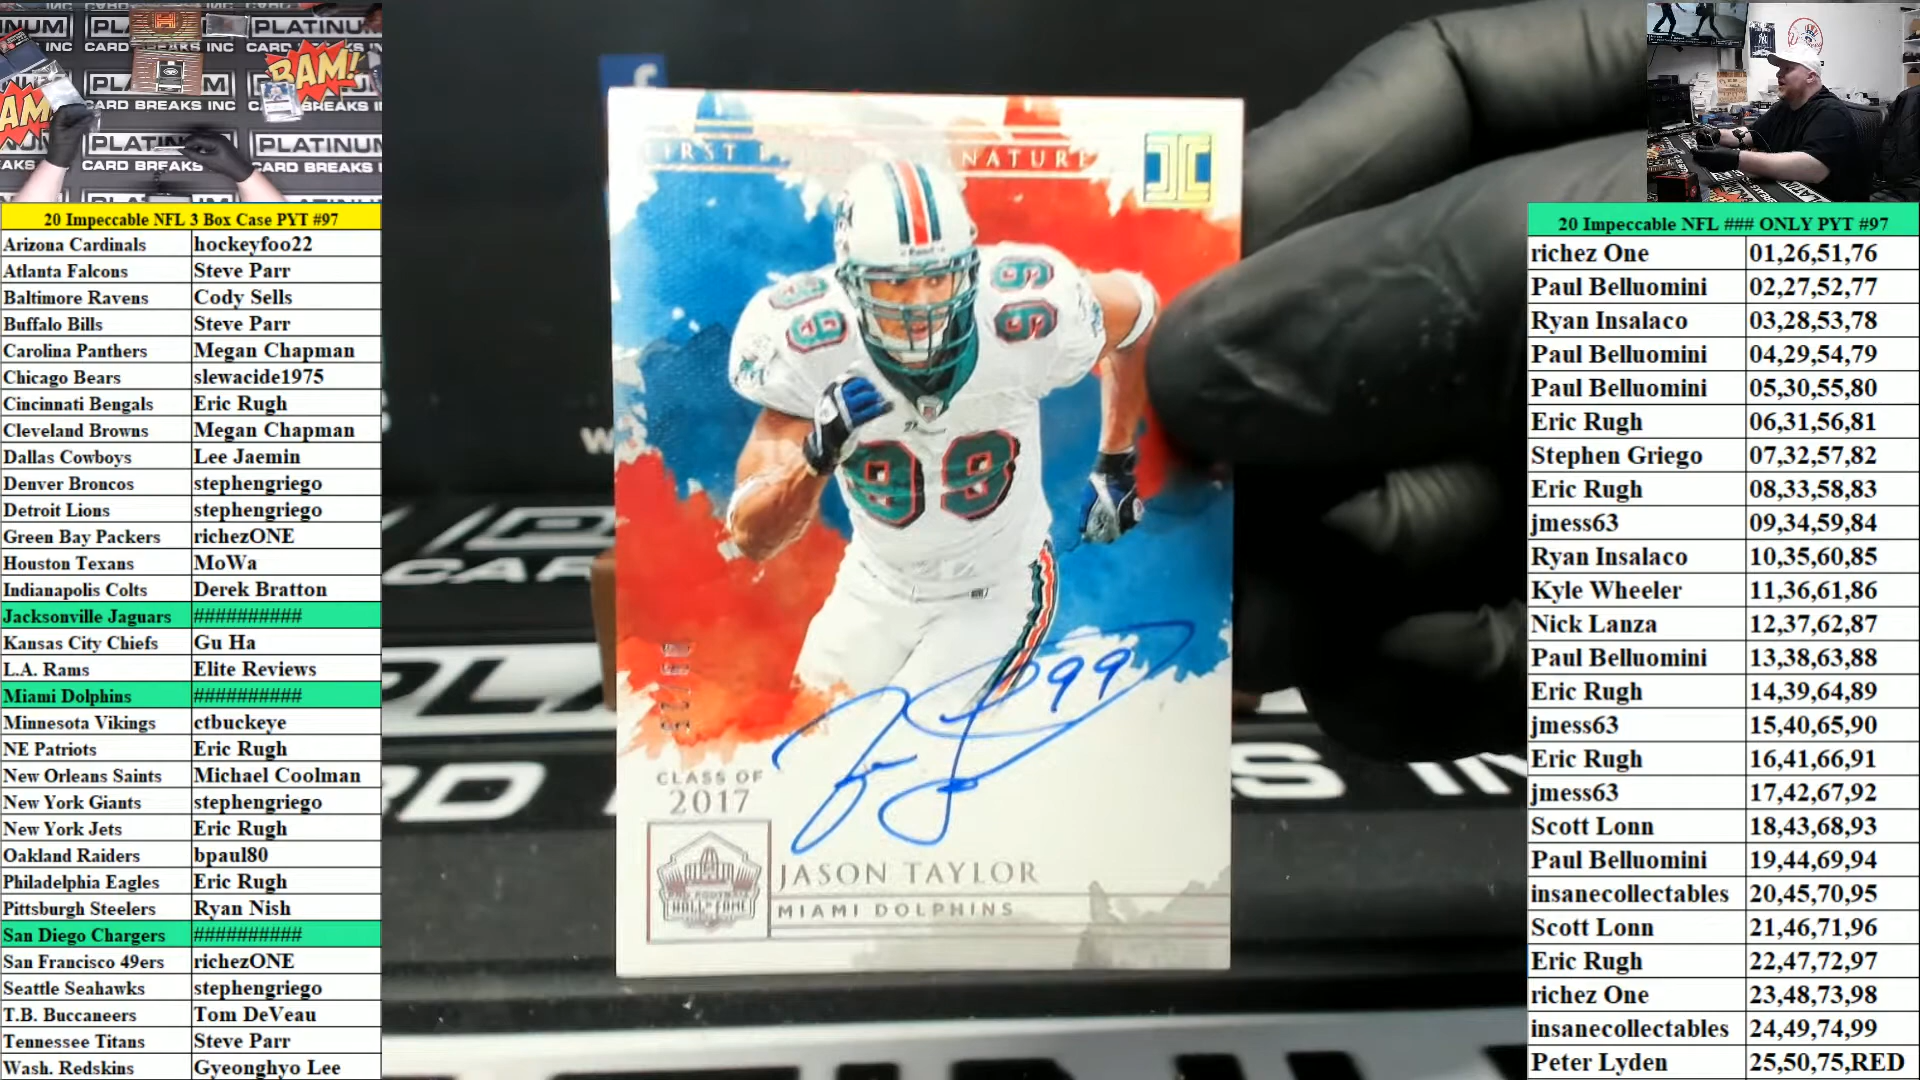 PLATINUM
CARD BREAKS INC
BAM!
20 Impeccable NFL 3 Box Case PYT #97
Arizona Cardinals hockeyfoo22
Atlanta Falcons Steve Parr
Baltimore Ravens Cody Sells
Buffalo Bills Steve Parr
Carolina Panthers Megan Chapman
Chicago Bears slewacide1975
Cincinnati Bengals Eric Rugh
Cleveland Browns Megan Chapman
Dallas Cowboys Lee Jaemin
Denver Broncos stephengriego
Detroit Lions stephengriego
Green Bay Packers richezONE
Houston Texans MoWa
Indianapolis Colts Derek Bratton
Jacksonville Jaguars ##########
Kansas City Chiefs Gu Ha
L.A. Rams Elite Reviews
Miami Dolphins ##########
Minnesota Vikings ctbuckeye
NE Patriots Eric Rugh
New Orleans Saints Michael Coolman
New York Giants stephengriego
New York Jets Eric Rugh
Oakland Raiders bpaul80
Philadelphia Eagles Eric Rugh
Pittsburgh Steelers Ryan Nish
San Diego Chargers ##########
San Francisco 49ers richezONE
Seattle Seahawks stephengriego
T.B. Buccaneers Tom DeVeau
Tennessee Titans Steve Parr
Wash. Redskins Gyeonghyo Lee
FIRST
99
99
99
99
CLASS OF
2017
HALL OF FAME
JASON TAYLOR
MIAMI DOLPHINS
20 Impeccable NFL ### ONLY PYT #97
richez One 01,26,51,76
Paul Belluomini 02,27,52,77
Ryan Insalaco 03,28,53,78
Paul Belluomini 04,29,54,79
Paul Belluomini 05,30,55,80
Eric Rugh 06,31,56,81
Stephen Griego 07,32,57,82
Eric Rugh 08,33,58,83
jmess63 09,34,59,84
Ryan Insalaco 10,35,60,85
Kyle Wheeler 11,36,61,86
Nick Lanza 12,37,62,87
Paul Belluomini 13,38,63,88
Eric Rugh 14,39,64,89
jmess63 15,40,65,90
Eric Rugh 16,41,66,91
jmess63 17,42,67,92
Scott Lonn 18,43,68,93
Paul Belluomini 19,44,69,94
insanecollectables 20,45,70,95
Scott Lonn 21,46,71,96
Eric Rugh 22,47,72,97
richez One 23,48,73,98
insanecollectables 24,49,74,99
Peter Lyden 25,50,75,RED